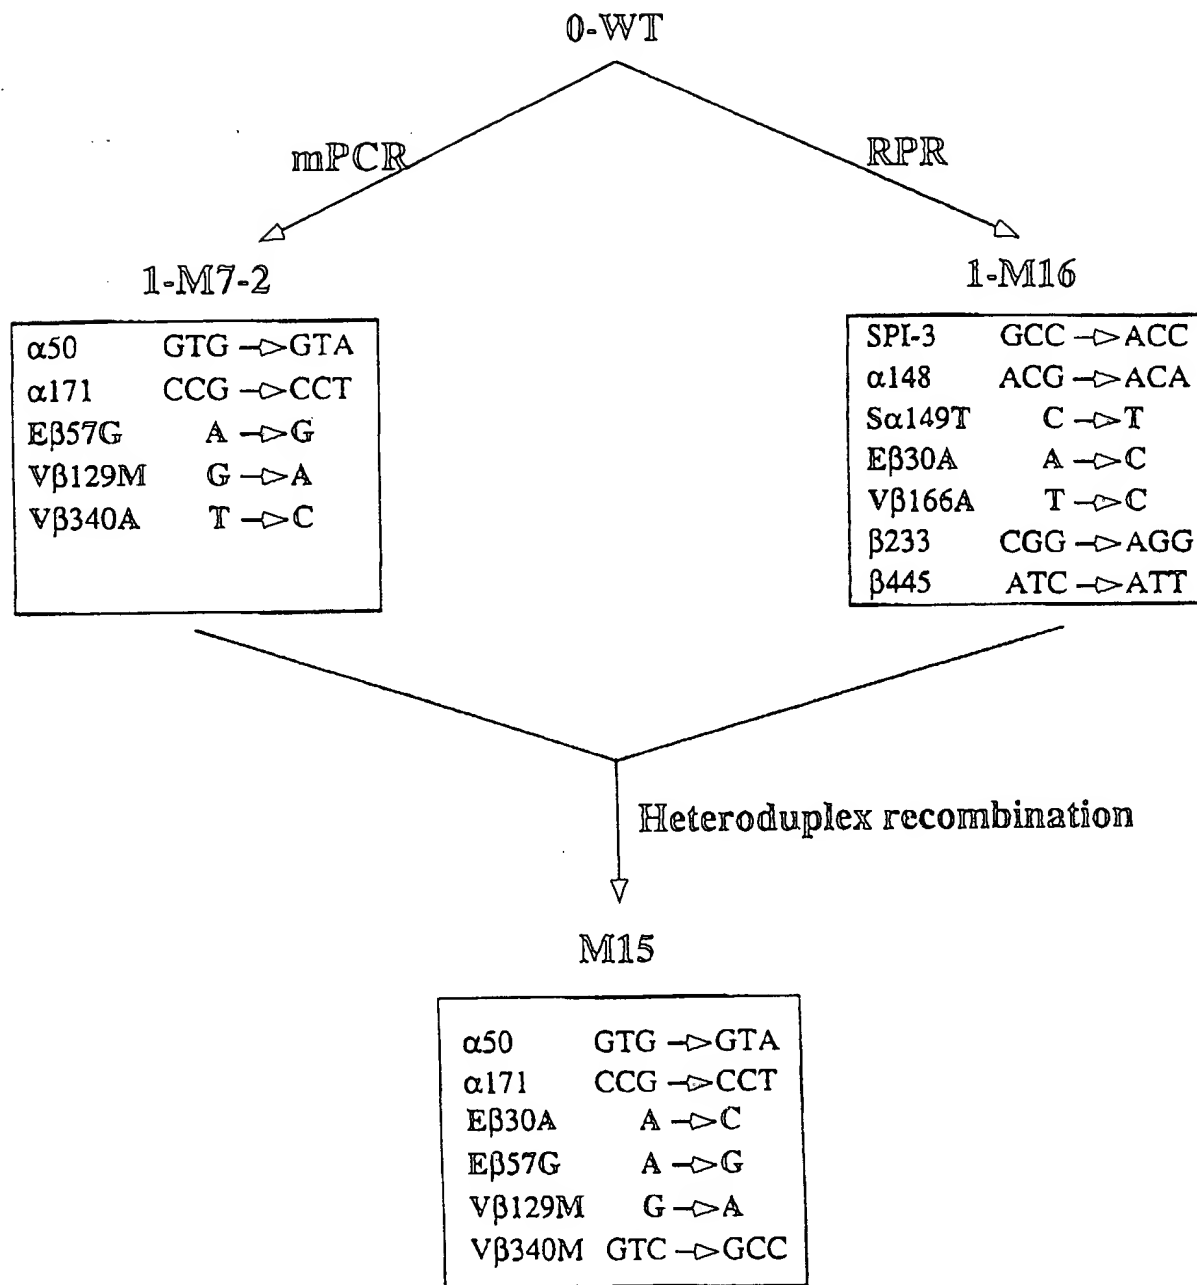 0-WT
mPCR
RPR
1-M7-2
α50 GTG → GTA
α171 CCG → CCT
Eβ57G A → G
Vβ129M G → A
Vβ340A T → C
1-M16
SPI-3 GCC → ACC
α148 ACG → ACA
Sα149T C → T
Eβ30A A → C
Vβ166A T → C
β233 CGG → AGG
β445 ATC → ATT
Heteroduplex recombination
M15
α50 GTG → GTA
α171 CCG → CCT
Eβ30A A → C
Eβ57G A → G
Vβ129M G → A
Vβ340M GTC → GCC